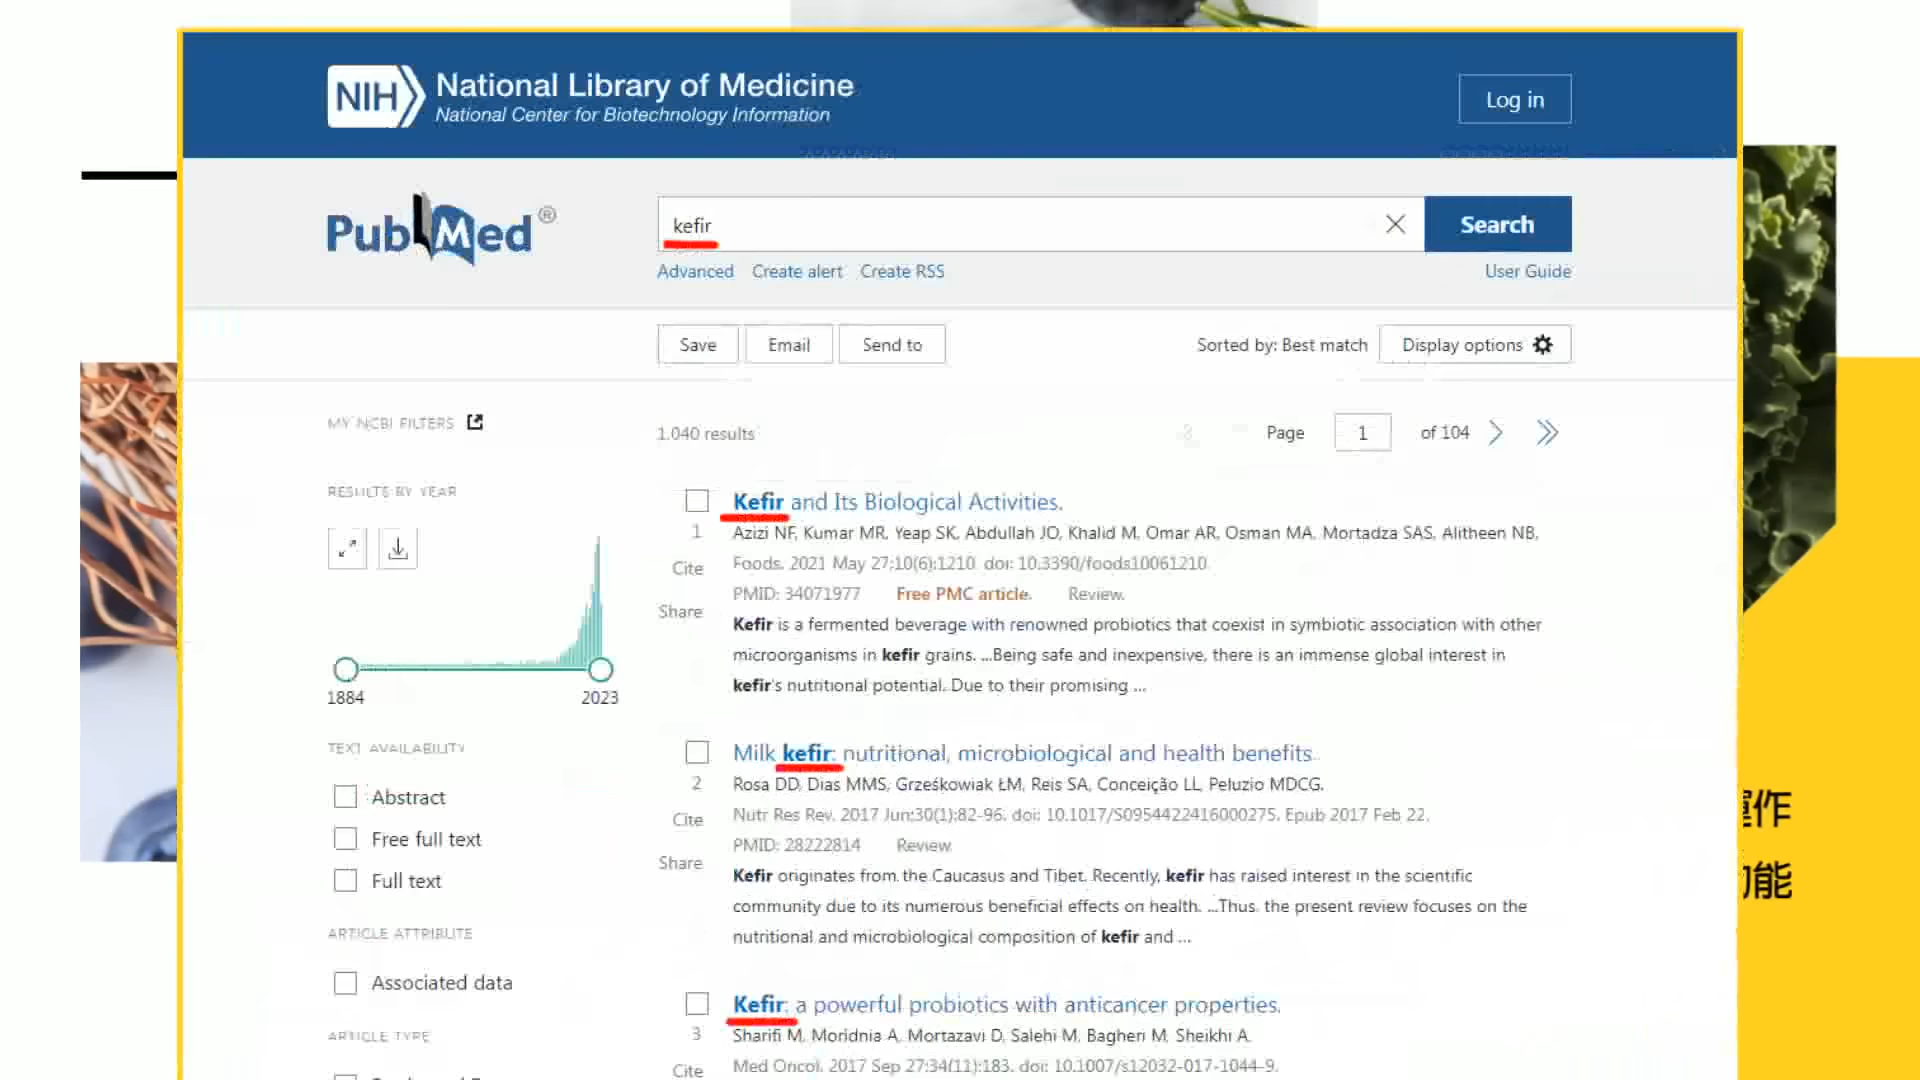 NIH National Library of Medicine
National Center for Biotechnology Information
Log in
PubMed®
kefir
Search
Advanced Create alert Create RSS
User Guide
Save Email Send to
Sorted by: Best match
Display options
MY NCBI FILTERS
1.040 results
Page 1 of 104
RESULTS BY YEAR
1884 2023
TEXT AVAILABILITY
Abstract
Free full text
Full text
ARTICLE ATTRIBUTE
Associated data
ARTICLE TYPE
Kefir and Its Biological Activities.
1
Azizi NF, Kumar MR, Yeap SK, Abdullah JO, Khalid M, Omar AR, Osman MA, Mortadza SAS, Alitheen NB.
Cite
Foods. 2021 May 27;10(6):1210. doi: 10.3390/foods10061210.
PMID: 34071977 Free PMC article. Review.
Share
Kefir is a fermented beverage with renowned probiotics that coexist in symbiotic association with other
microorganisms in kefir grains. ...Being safe and inexpensive, there is an immense global interest in
kefir's nutritional potential. Due to their promising ...
Milk kefir: nutritional, microbiological and health benefits.
2
Rosa DD, Dias MMS, Grześkowiak ŁM, Reis SA, Conceição LL, Peluzio MDCG.
Cite
Nutr Res Rev. 2017 Jun;30(1):82-96. doi: 10.1017/S0954422416000275. Epub 2017 Feb 22.
PMID: 28222814 Review.
Share
Kefir originates from the Caucasus and Tibet. Recently, kefir has raised interest in the scientific
community due to its numerous beneficial effects on health. ...Thus, the present review focuses on the
nutritional and microbiological composition of kefir and ...
Kefir: a powerful probiotics with anticancer properties.
3
Sharifi M, Moridnia A, Mortazavi D, Salehi M, Bagheri M, Sheikhi A.
Cite
Med Oncol. 2017 Sep 27;34(11):183. doi: 10.1007/s12032-017-1044-9.
作
能